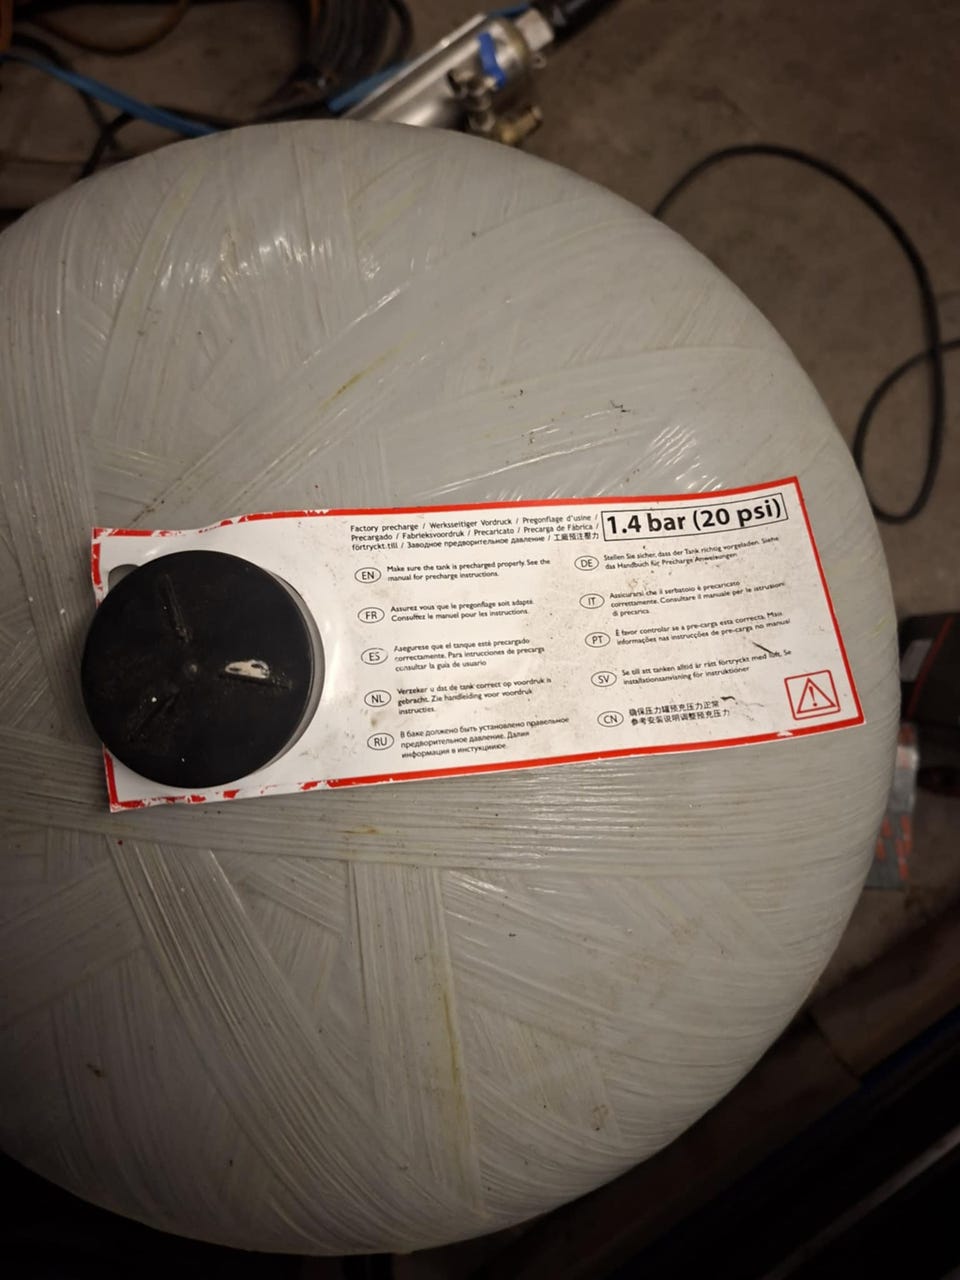 Factory precharge / Werksseitiger Vordruck / Pregonflage d'usine /
Precargado / Fabrieksvoordruk / Precaricato / Precarga de Fábrica /
förtryckt till / Заводное предворительное давление / 工廠預注壓力
1.4 bar (20 psi)
EN
Make sure the tank is precharged properly. See the
manual for precharge instructions.
FR
Assurez vous que le pregonflage soit adapté.
Consultez le manuel pour les instructions.
ES
Asegurese que el tanque esté precargado
correctamente. Para intrucciones de precarga
consultar la guia de usuario
NL
Verzeker u dat de tank correct op voordruk is
gebracht. Zie handleiding voor voordruk
instructies.
RU
В баке должено быть установлено правельное
предворительное давление. Далия
информация в инстукциииюе.
DE
Stellen Sie sicher, dass der Tank richtig vorgeladen. Siehe
das Handbuch für Precharge Anweisungen
IT
Assicurarsi che il serbatoio è precaricato
correttamente. Consultare il manuale per le istruzioni
di precarica.
PT
É favor controlar se a pre-carga esta correcta. Mais
informações nas instrucções de pre-carga no manual
SV
Se till att tanken alltid är rätt förtryckt med luft. Se
installationsanvisning för instruktioner
CN
确保压力罐预充压力正常
参考安装说明调整预充压力